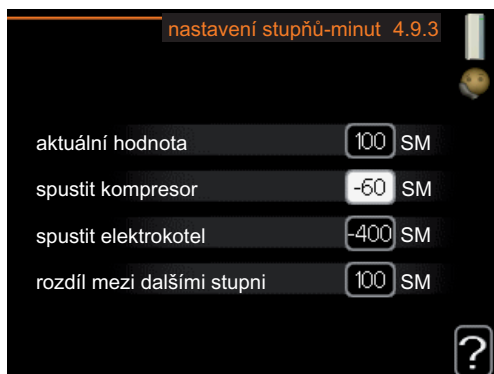 nastavení stupňů-minut 4.9.3
aktuální hodnota 100 SM
spustit kompresor -60 SM
spustit elektrokotel -400 SM
rozdíl mezi dalšími stupni 100 SM
?